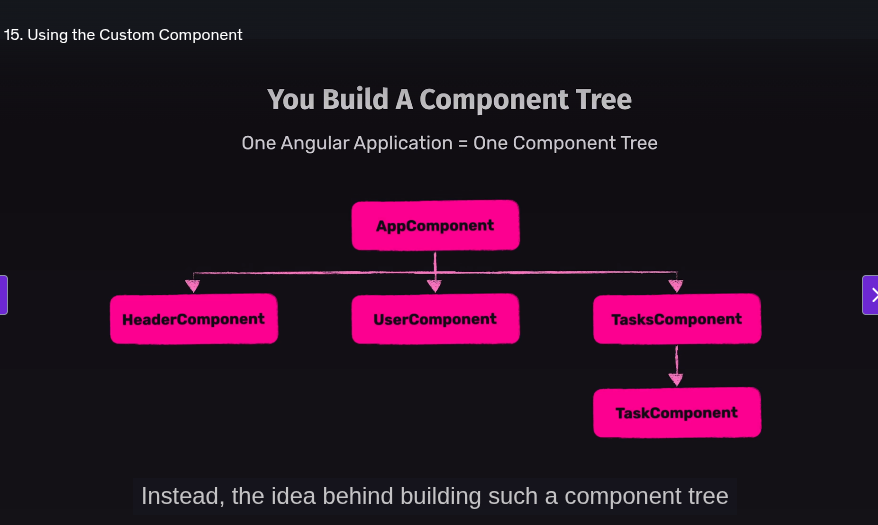 15. Using the Custom Component
You Build A Component Tree
One Angular Application = One Component Tree
AppComponent
HeaderComponent
UserComponent
TasksComponent
TaskComponent
Instead, the idea behind building such a component tree